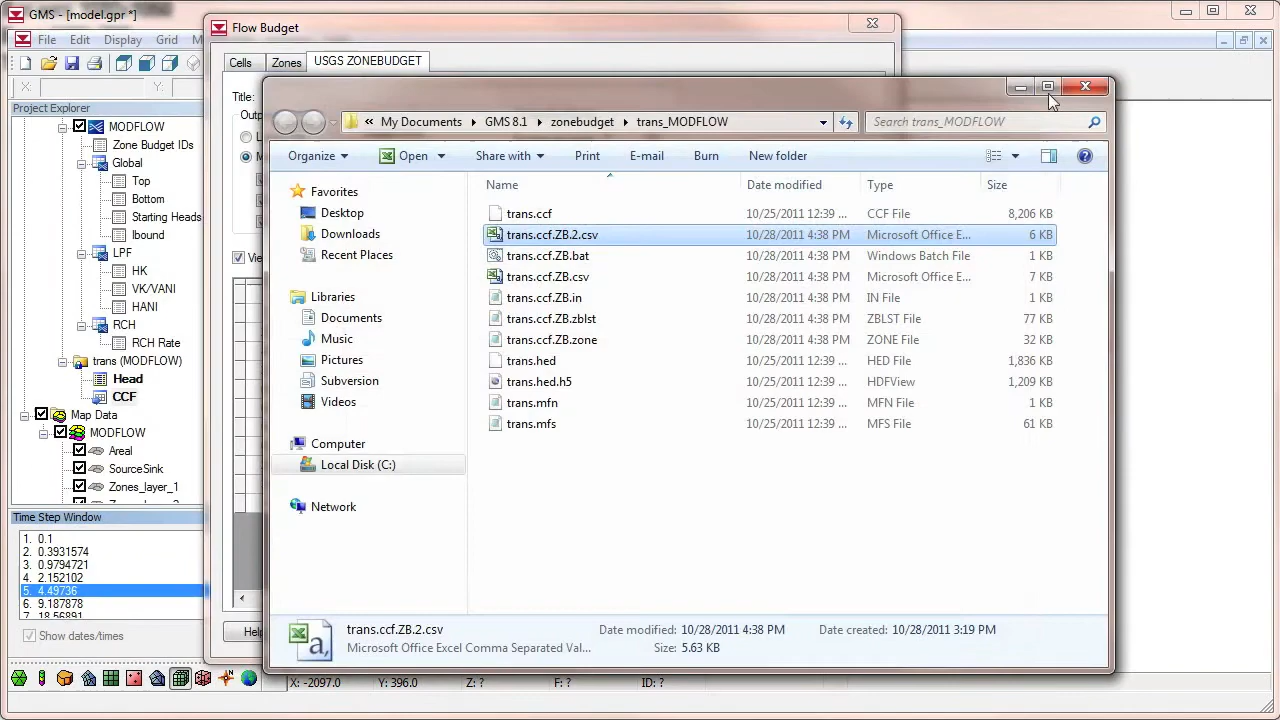 GMS - [model.gpr *]
File Edit Display Grid
X: Y:
Project Explorer
MODFLOW
Zone Budget IDs
Global
Top
Bottom
Starting Heads
Ibound
LPF
HK
VK/VANI
HANI
RCH
RCH Rate
trans (MODFLOW)
Head
CCF
Map Data
MODFLOW
Areal
SourceSink
Zones_layer_1
Time Step Window
1. 0.1
2. 0.3931574
3. 0.9794721
4. 2.152102
5. 4.49736
6. 9.187878
7. 18.56891
Show dates/times
Flow Budget
Cells Zones USGS ZONEBUDGET
Title:
Help
« My Documents GMS 8.1 zonebudget trans_MODFLOW
Search trans_MODFLOW
Organize Open Share with Print E-mail Burn New folder
Favorites
Desktop
Downloads
Recent Places
Libraries
Documents
Music
Pictures
Subversion
Videos
Computer
Local Disk (C:)
Network
Name Date modified Type Size
trans.ccf 10/25/2011 12:39 ... CCF File 8,206 KB
trans.ccf.ZB.2.csv 10/28/2011 4:38 PM Microsoft Office E... 6 KB
trans.ccf.ZB.bat 10/28/2011 4:38 PM Windows Batch File 1 KB
trans.ccf.ZB.csv 10/28/2011 4:38 PM Microsoft Office E... 7 KB
trans.ccf.ZB.in 10/28/2011 4:38 PM IN File 1 KB
trans.ccf.ZB.zblst 10/28/2011 4:38 PM ZBLST File 77 KB
trans.ccf.ZB.zone 10/28/2011 4:38 PM ZONE File 32 KB
trans.hed 10/25/2011 12:39 ... HED File 1,836 KB
trans.hed.h5 10/25/2011 12:39 ... HDFView 1,209 KB
trans.mfn 10/25/2011 12:39 ... MFN File 1 KB
trans.mfs 10/25/2011 12:39 ... MFS File 61 KB
trans.ccf.ZB.2.csv Date modified: 10/28/2011 4:38 PM Date created: 10/28/2011 3:19 PM
Microsoft Office Excel Comma Separated Val... Size: 5.63 KB
X: -2097.0 Y: 396.0 Z: ? F: ? ID: ?